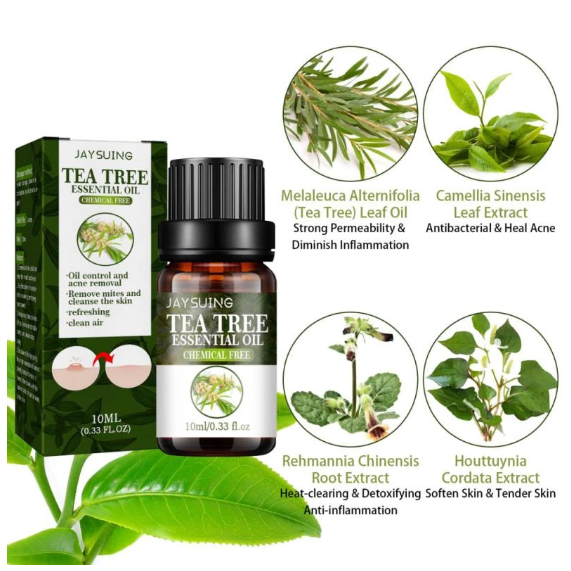 JAYSUING
TEA TREE
ESSENTIAL OIL
CHEMICAL FREE
·Oil control and
acne removal
·Remove mites and
cleanse the skin
·refreshing
·clean air
10ML
(0.33 FL.OZ)
JAYSUING
TEA TREE
ESSENTIAL OIL
CHEMICAL FREE
10ml/0.33 fl.oz
Melaleuca Alternifolia
(Tea Tree) Leaf Oil
Strong Permeability &
Diminish Inflammation
Camellia Sinensis
Leaf Extract
Antibacterial & Heal Acne
Rehmannia Chinensis
Root Extract
Heat-clearing & Detoxifying
Anti-inflammation
Houttuynia
Cordata Extract
Soften Skin & Tender Skin